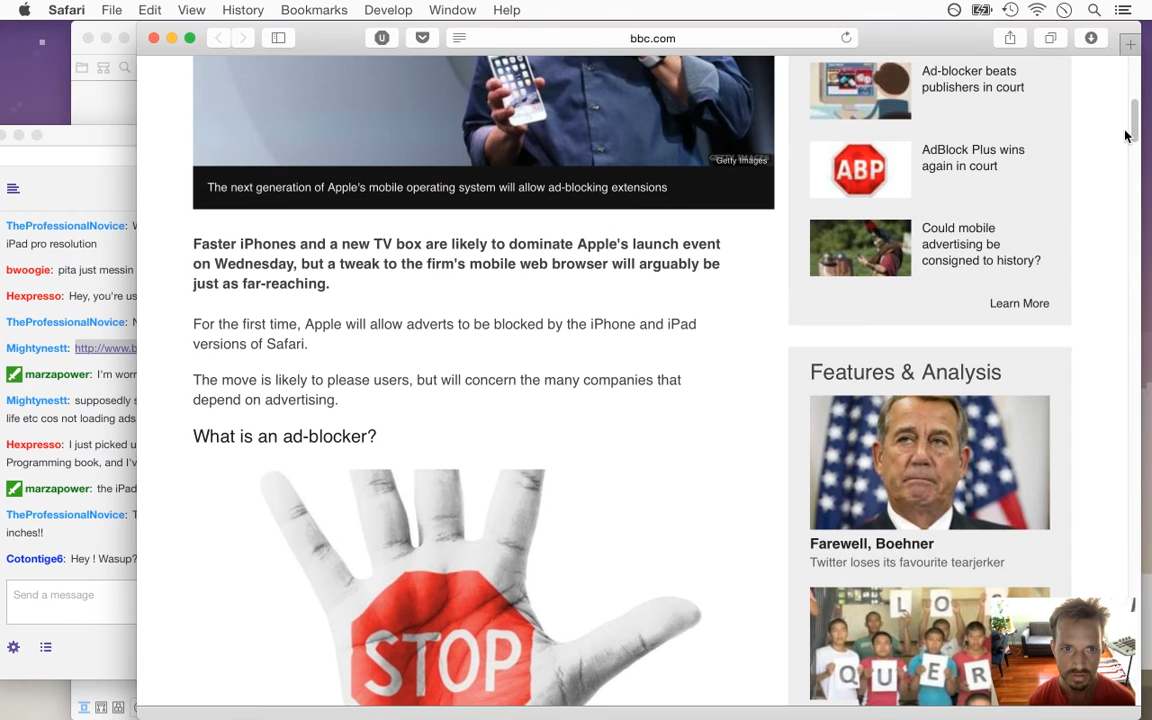 Safari File Edit View History Bookmarks Develop Window Help
bbc.com
TheProfessionalNovice: W
iPad pro resolution
bwoogie: pita just messin
Hexpresso: Hey, you're us
TheProfessionalNovice: N
Mightynestt: http://www.b
marzapower: I'm worr
Mightynestt: supposedly s
life etc cos not loading ads
Hexpresso: I just picked u
Programming book, and I'v
marzapower: the iPad
TheProfessionalNovice: T
inches!!
Cotontige6: Hey ! Wasup?
Send a message
Getty Images
The next generation of Apple's mobile operating system will allow ad-blocking extensions
Faster iPhones and a new TV box are likely to dominate Apple's launch event
on Wednesday, but a tweak to the firm's mobile web browser will arguably be
just as far-reaching.
For the first time, Apple will allow adverts to be blocked by the iPhone and iPad
versions of Safari.
The move is likely to please users, but will concern the many companies that
depend on advertising.
What is an ad-blocker?
STOP
Ad-blocker beats
publishers in court
ABP
AdBlock Plus wins
again in court
Could mobile
advertising be
consigned to history?
Learn More
Features & Analysis
Farewell, Boehner
Twitter loses its favourite tearjerker
L O
Q U E R